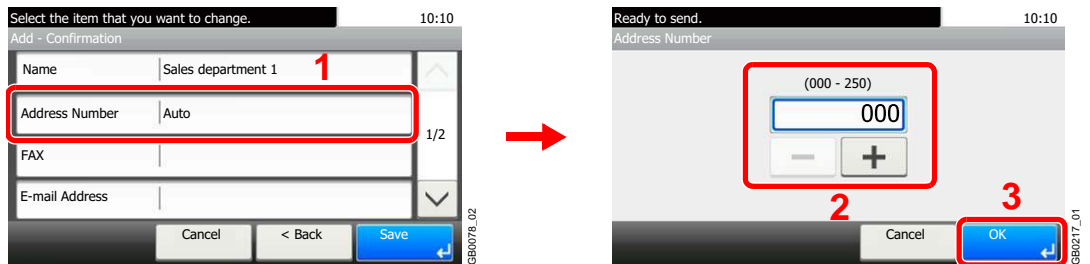 Select the item that you want to change.
10:10
Add - Confirmation
Name
Sales department 1
1
Address Number
Auto
1/2
FAX
E-mail Address
Cancel
< Back
Save
GB0078_02
Ready to send.
10:10
Address Number
(000 - 250)
000
2
3
Cancel
OK
GB0217_01